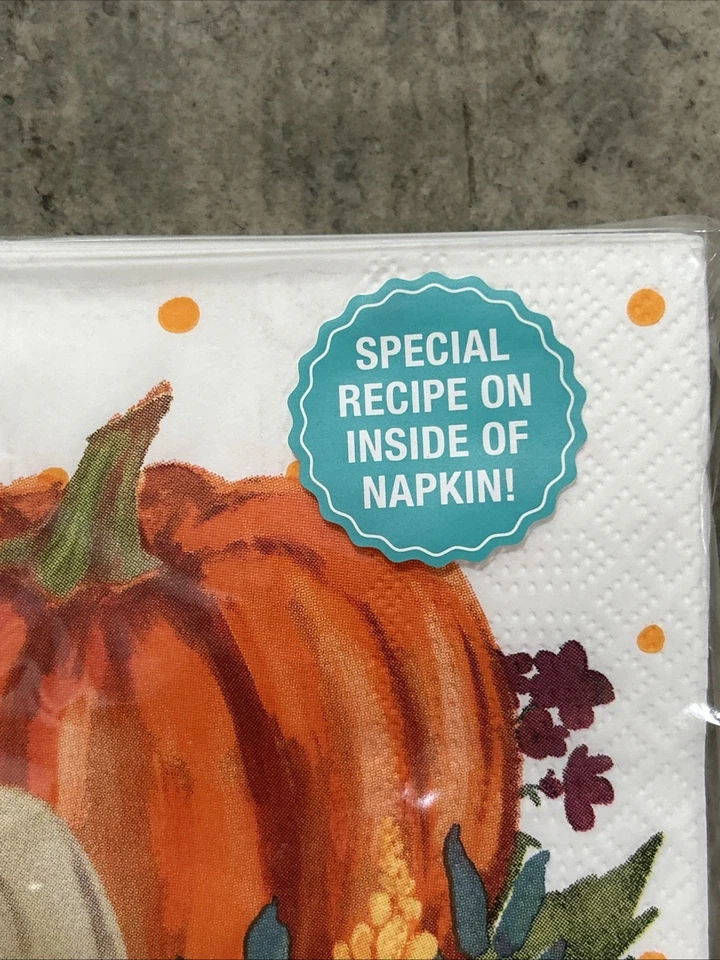 SPECIAL
RECIPE ON
INSIDE OF
NAPKIN!